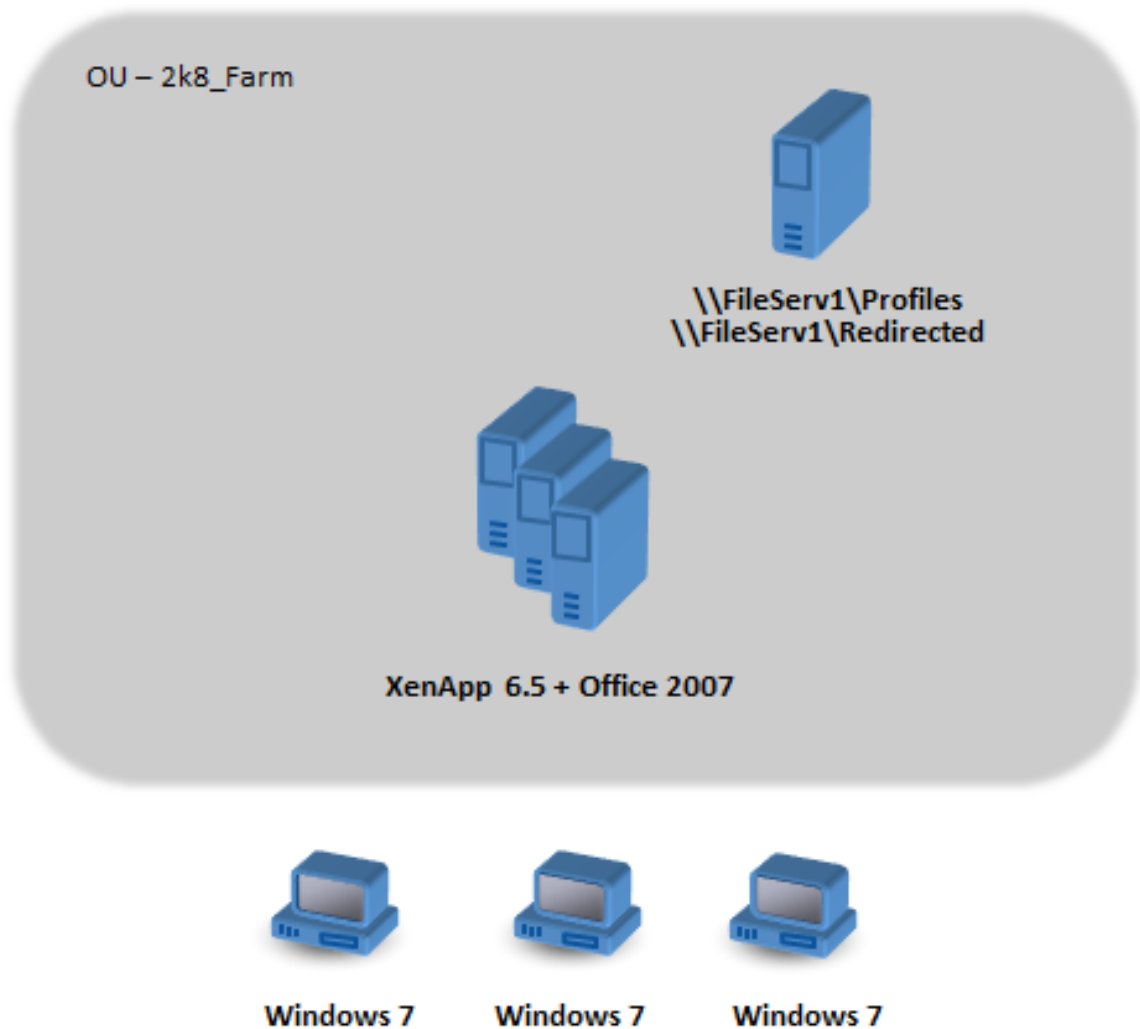 OU – 2k8_Farm
\\FileServ1\Profiles
\\FileServ1\Redirected
XenApp 6.5 + Office 2007
Windows 7
Windows 7
Windows 7